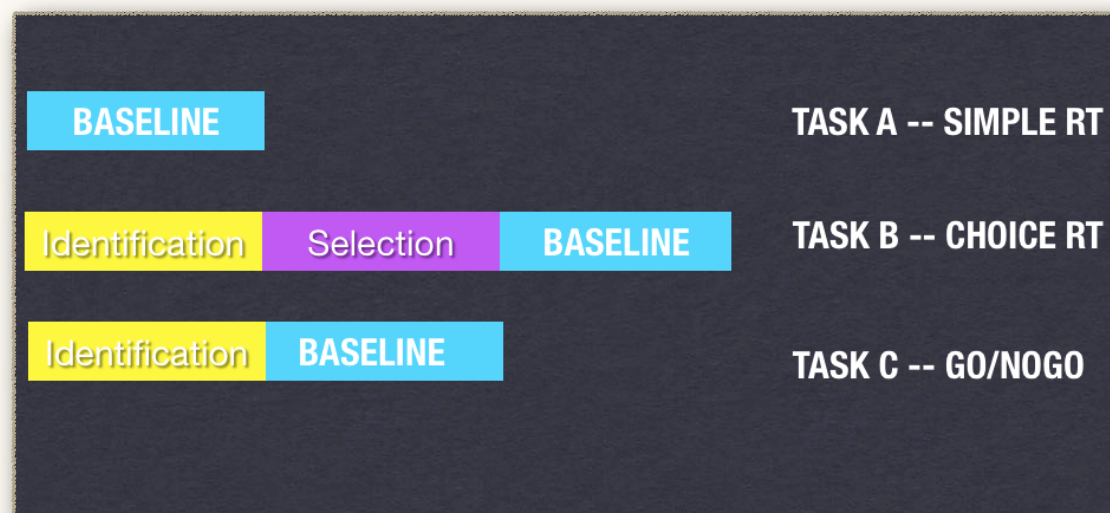 BASELINE TASK A -- SIMPLE RT
Identification Selection BASELINE TASK B -- CHOICE RT
Identification BASELINE TASK C -- GO/NOGO